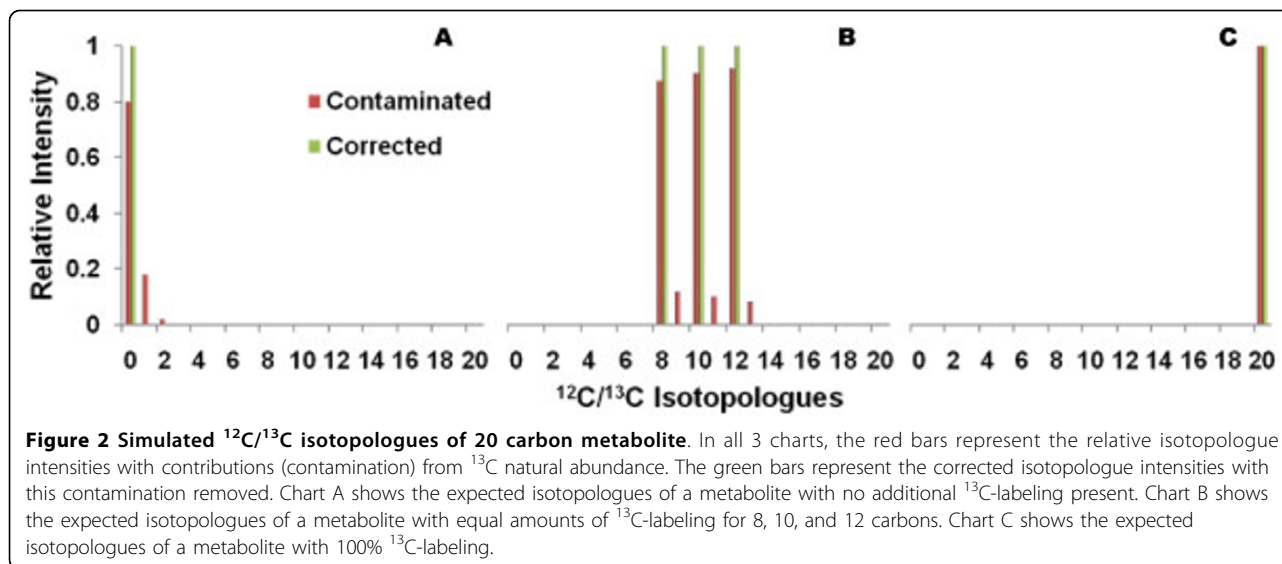 A B C
1
0.8
0.6
0.4
0.2
0
Relative Intensity
Contaminated
Corrected
0 2 4 6 8 10 12 14 16 18 20 0 2 4 6 8 10 12 14 16 18 20 0 2 4 6 8 10 12 14 16 18 20
¹²C/¹³C Isotopologues
Figure 2 Simulated ¹²C/¹³C isotopologues of 20 carbon metabolite. In all 3 charts, the red bars represent the relative isotopologue
intensities with contributions (contamination) from ¹³C natural abundance. The green bars represent the corrected isotopologue intensities with
this contamination removed. Chart A shows the expected isotopologues of a metabolite with no additional ¹³C-labeling present. Chart B shows
the expected isotopologues of a metabolite with equal amounts of ¹³C-labeling for 8, 10, and 12 carbons. Chart C shows the expected
isotopologues of a metabolite with 100% ¹³C-labeling.